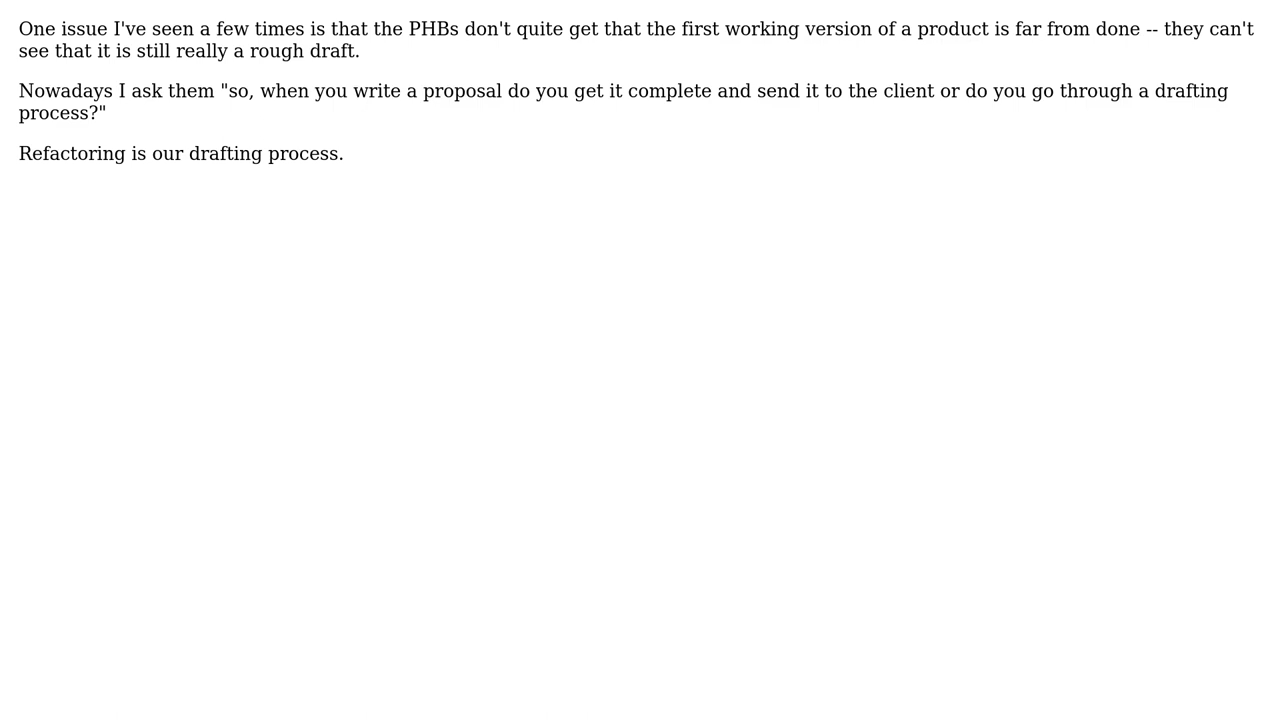 One issue I've seen a few times is that the PHBs don't quite get that the first working version of a product is far from done -- they can't
see that it is still really a rough draft.
Nowadays I ask them "so, when you write a proposal do you get it complete and send it to the client or do you go through a drafting
process?"
Refactoring is our drafting process.